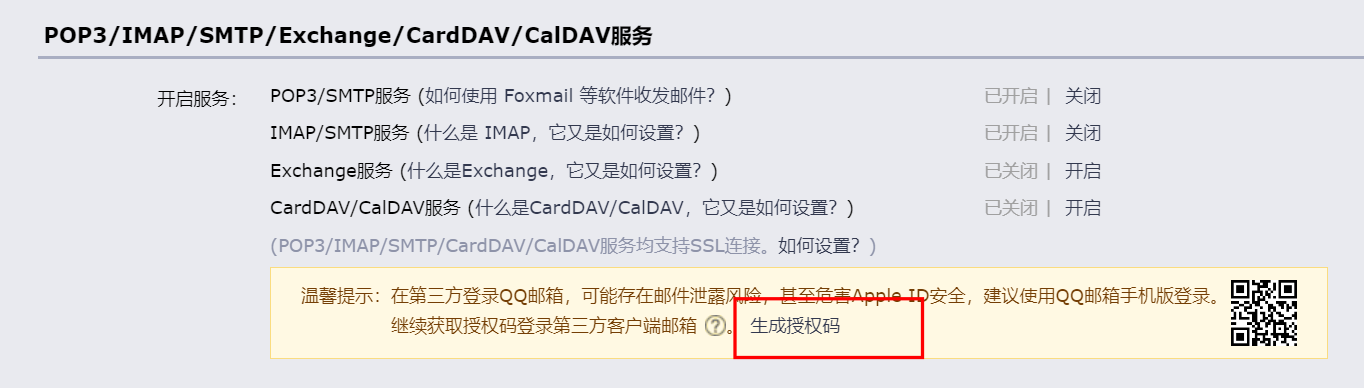 POP3/IMAP/SMTP/Exchange/CardDAV/CalDAV服务
开启服务： POP3/SMTP服务 (如何使用 Foxmail 等软件收发邮件？) 已开启 | 关闭
IMAP/SMTP服务 (什么是 IMAP，它又是如何设置？) 已开启 | 关闭
Exchange服务 (什么是Exchange，它又是如何设置？) 已关闭 | 开启
CardDAV/CalDAV服务 (什么是CardDAV/CalDAV，它又是如何设置？) 已关闭 | 开启
(POP3/IMAP/SMTP/CardDAV/CalDAV服务均支持SSL连接。如何设置？)
温馨提示：在第三方登录QQ邮箱，可能存在邮件泄露风险，甚至危害Apple ID安全，建议使用QQ邮箱手机版登录。
继续获取授权码登录第三方客户端邮箱 ?。 生成授权码